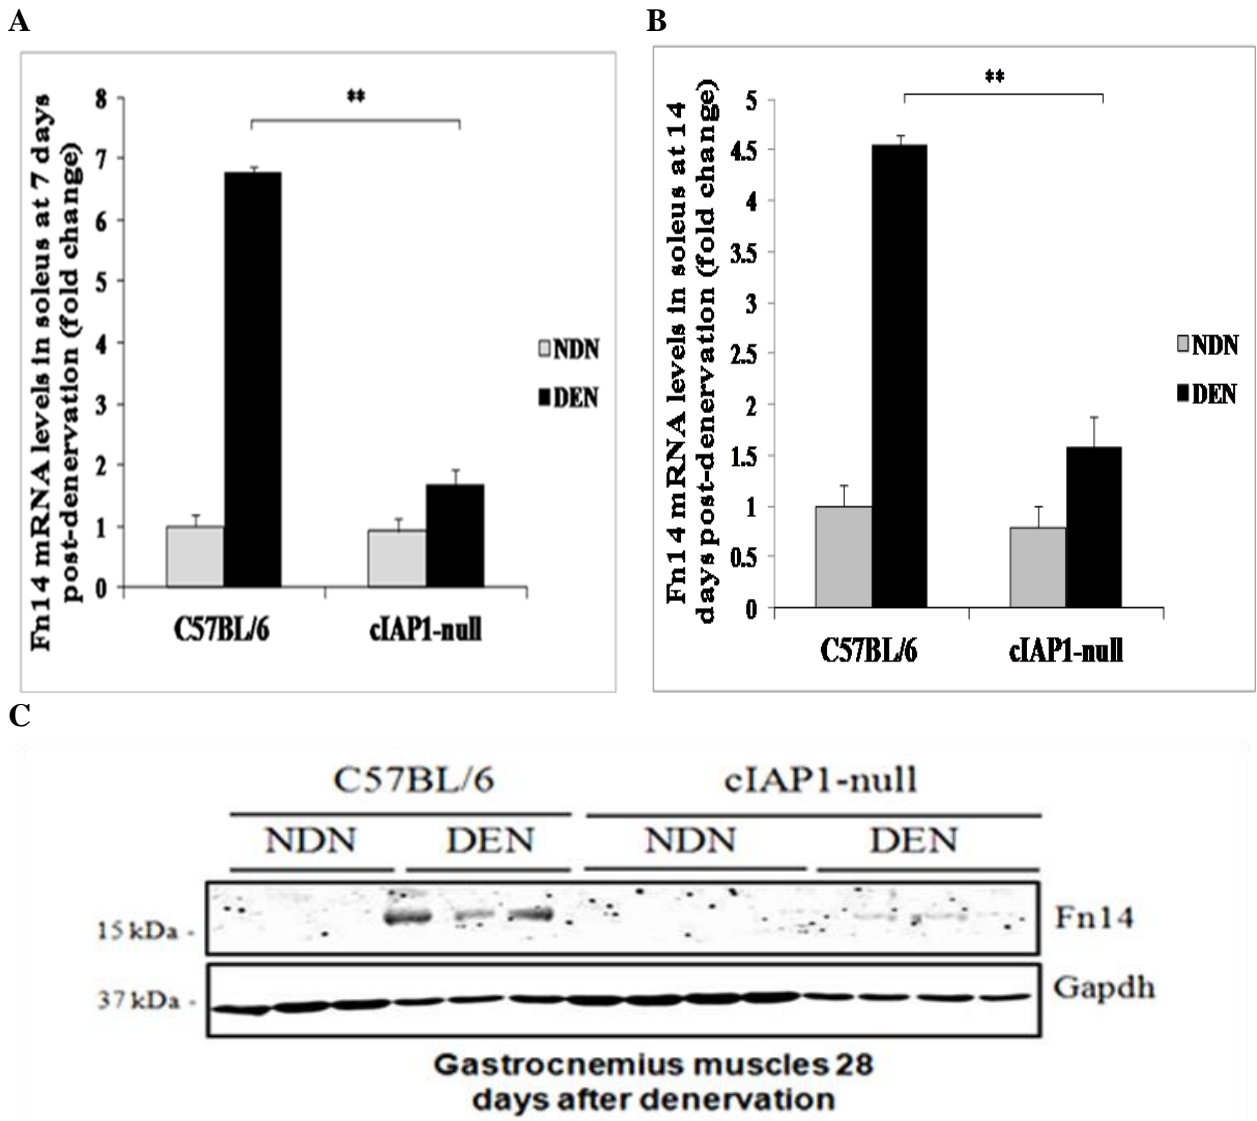 A
Fn14 mRNA levels in soleus at 7 days
post-denervation (fold change)
8
7
6
5
4
3
2
1
0
**
C57BL/6
cIAP1-null
NDN
DEN
B
Fn14 mRNA levels in soleus at 14
days post-denervation (fold change)
5
4.5
4
3.5
3
2.5
2
1.5
1
0.5
0
**
C57BL/6
cIAP1-null
NDN
DEN
C
C57BL/6 cIAP1-null
NDN DEN NDN DEN
15 kDa - Fn14
37 kDa - Gapdh
Gastrocnemius muscles 28
days after denervation